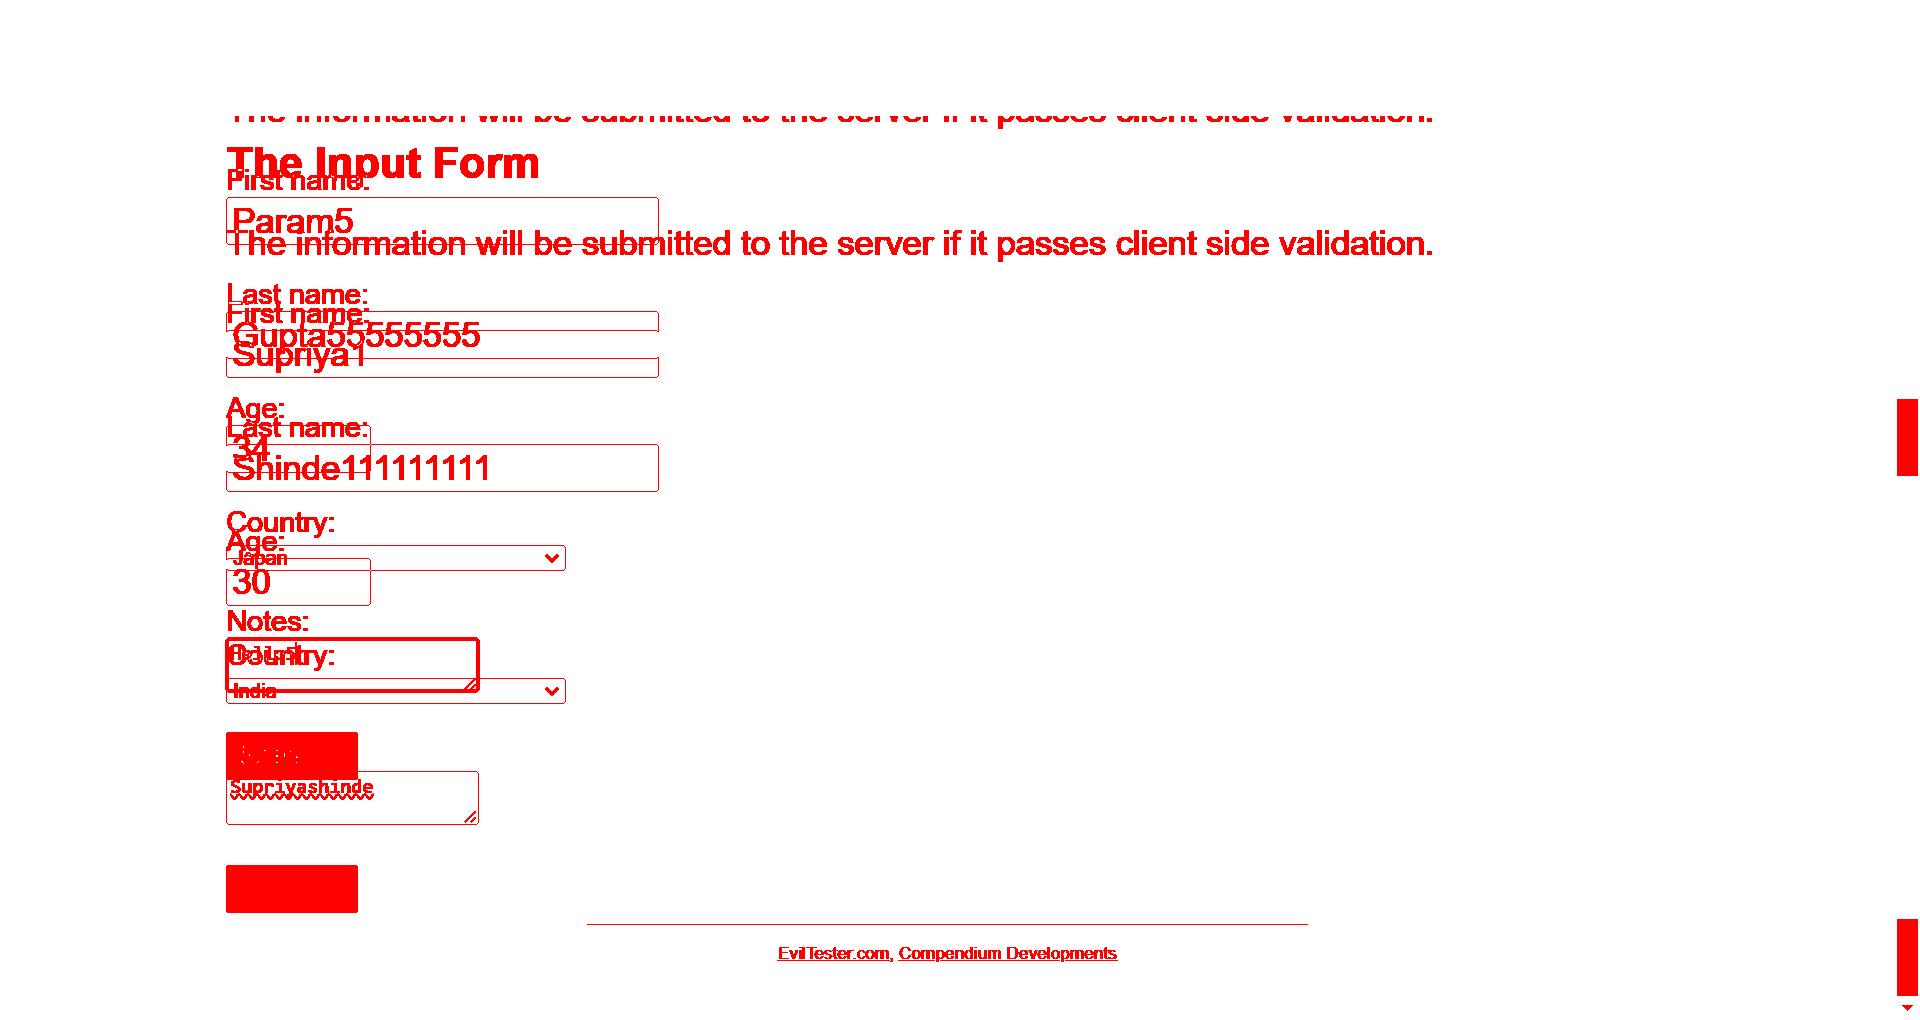 The information will be submitted to the server if it passes client side validation.
The Input Form
First name:
Param5
The information will be submitted to the server if it passes client side validation.
Last name:
First name:
Gupta55555555
Supriya1
Age:
Last name:
34
Shinde111111111
Country:
Age:
Japan
30
Notes:
Country:
India
Supriyashinde
EvilTester.com, Compendium Developments